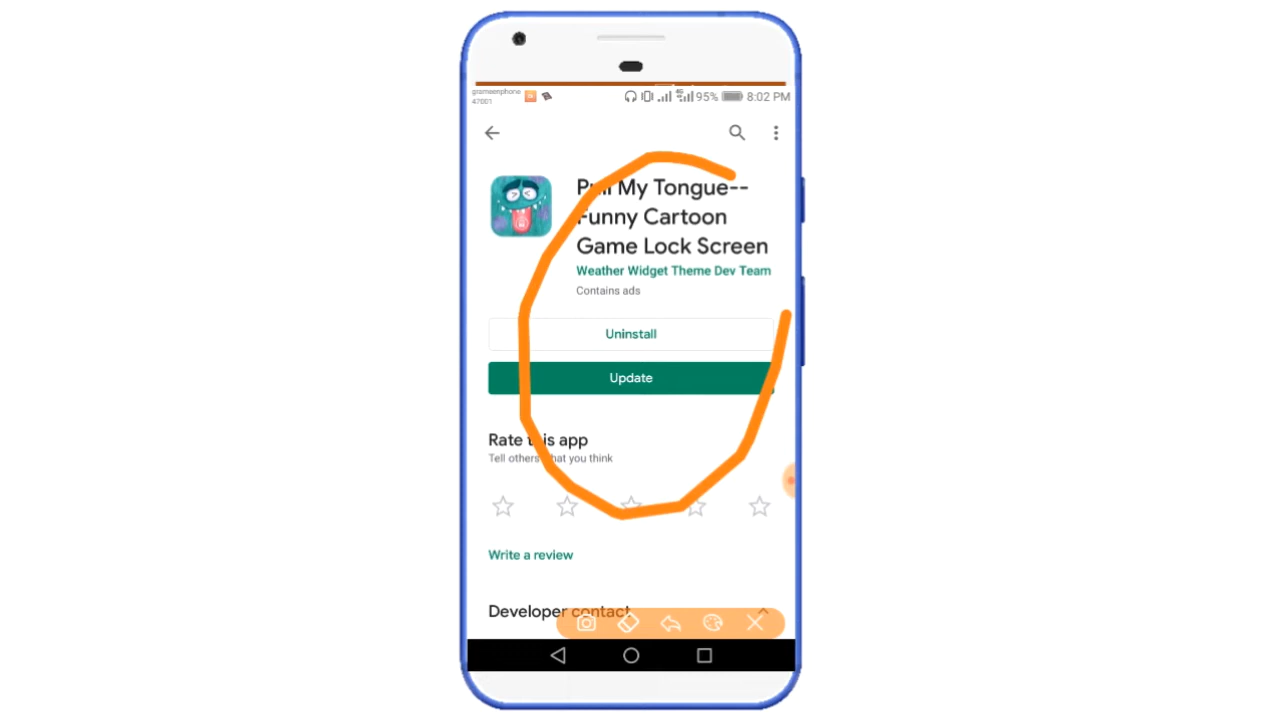 grameenphone
47001
95% 8:02 PM
Pull My Tongue--
Funny Cartoon
Game Lock Screen
Weather Widget Theme Dev Team
Contains ads
Uninstall
Update
Rate this app
Tell others what you think
Write a review
Developer contact